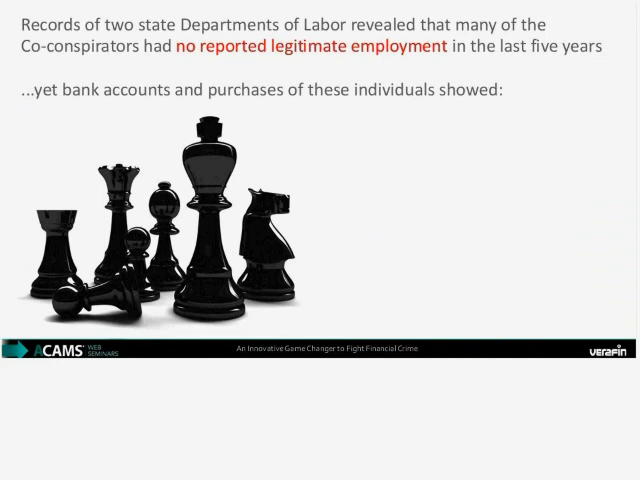 Records of two state Departments of Labor revealed that many of the
Co-conspirators had no reported legitimate employment in the last five years
...yet bank accounts and purchases of these individuals showed:
ACAMS® WEB
SEMINARS
An Innovative Game Changer to Fight Financial Crime
verafin